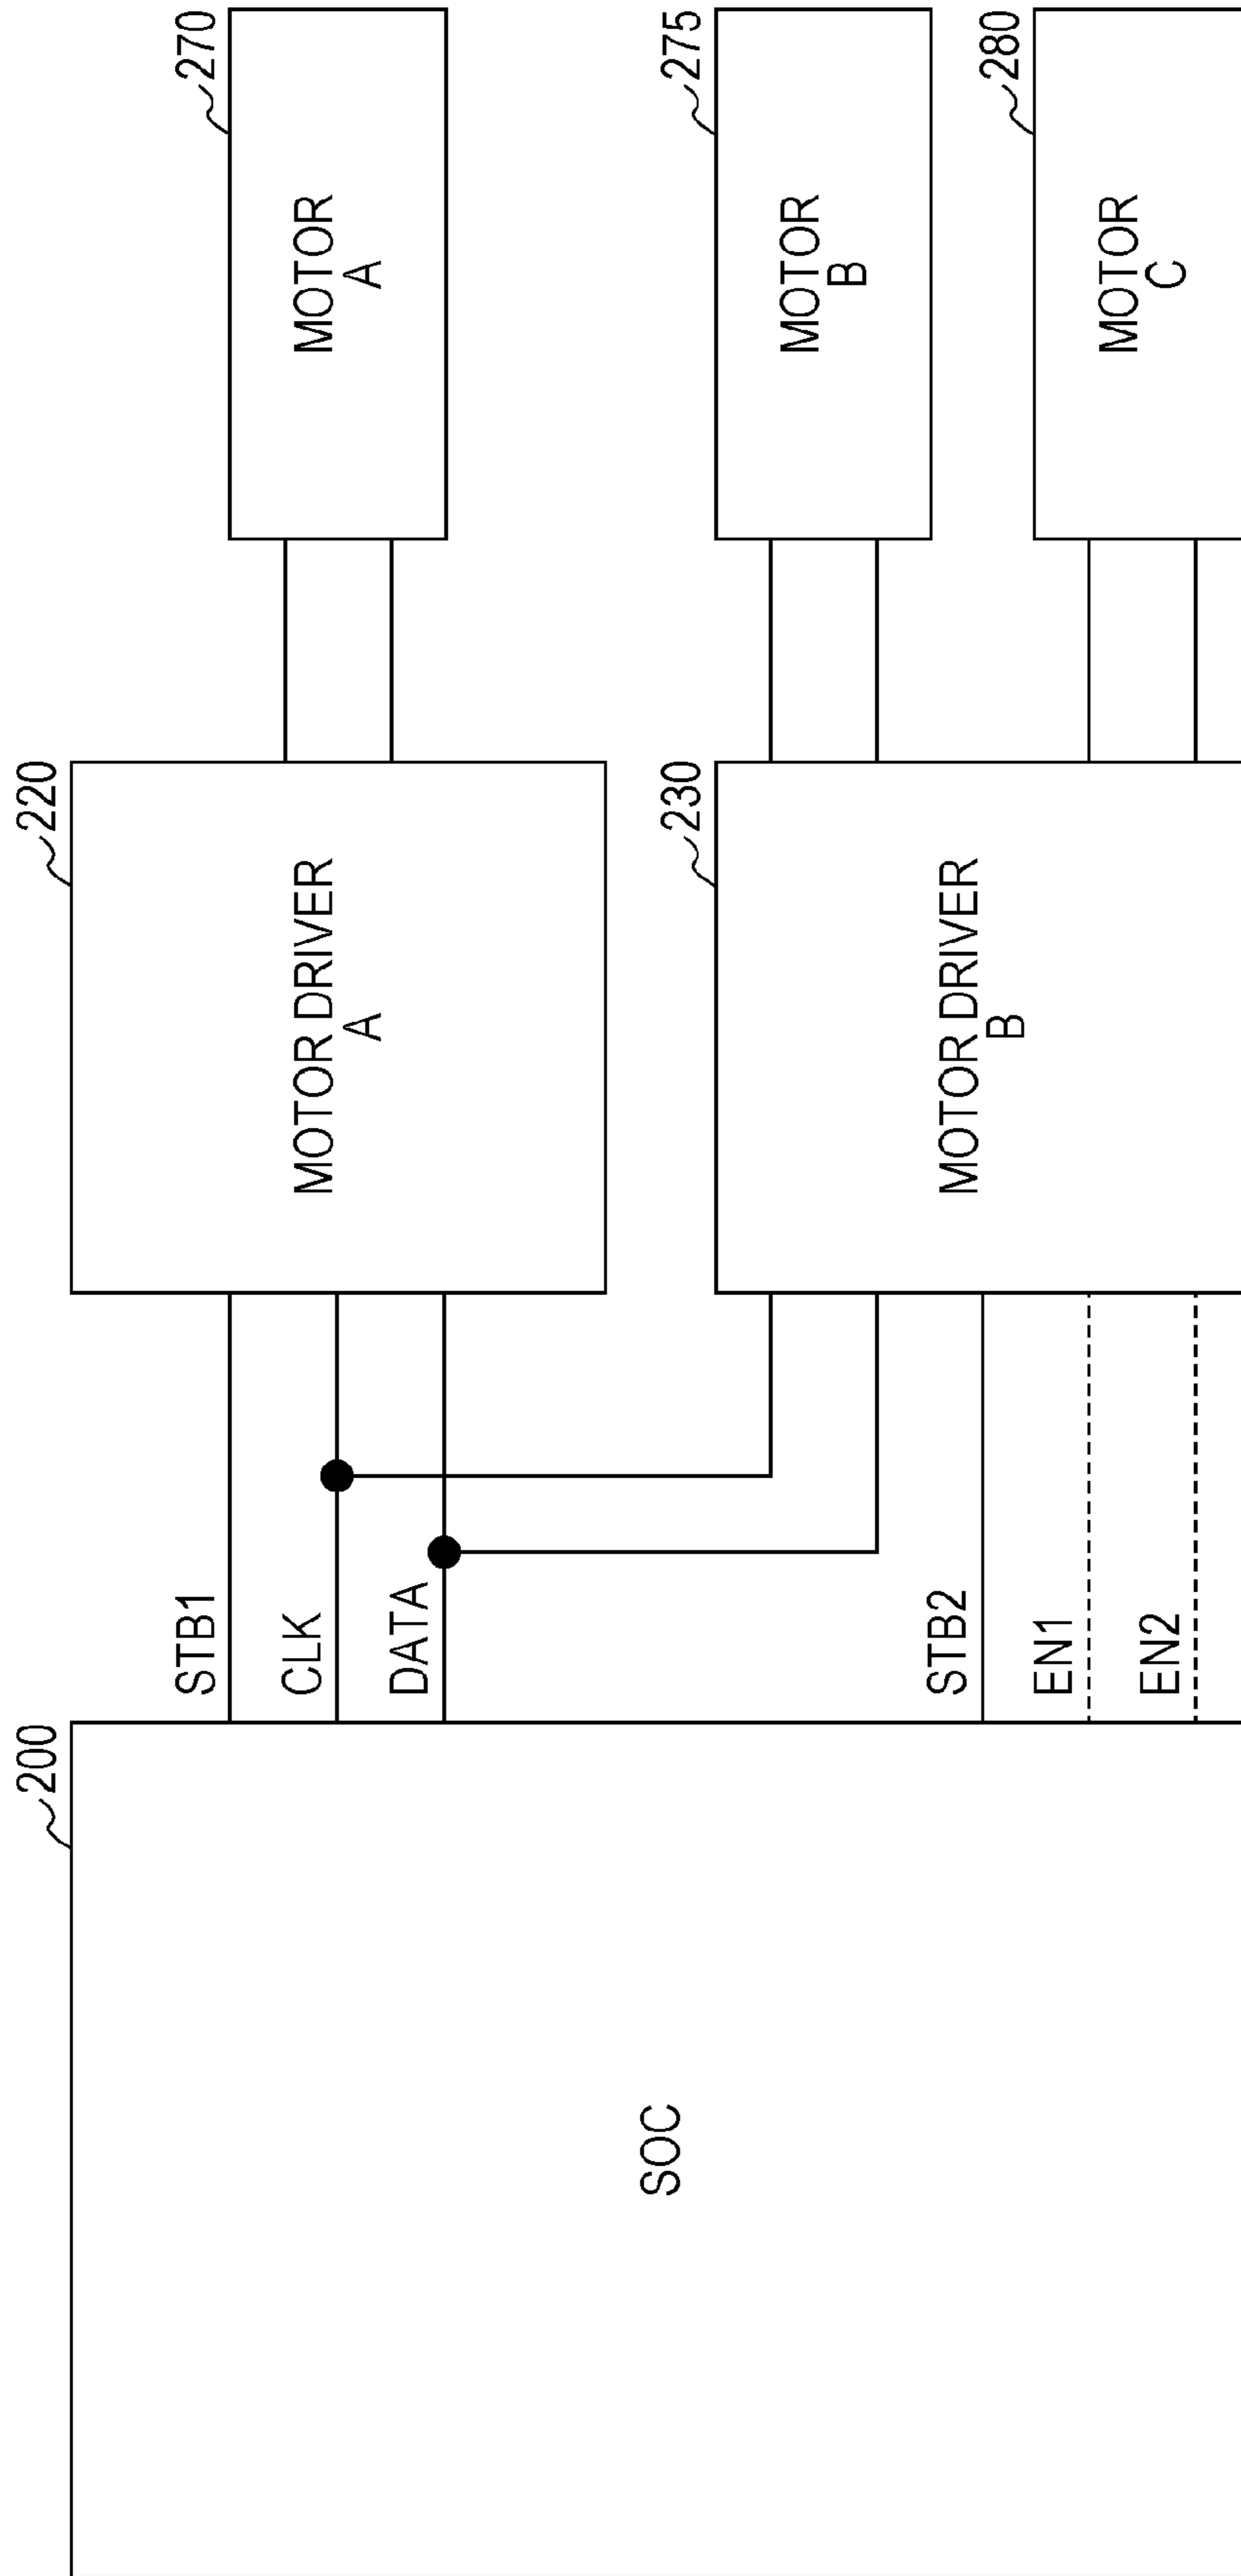 200
SOC
STB1
CLK
DATA
STB2
EN1
EN2
220
MOTOR DRIVER
A
230
MOTOR DRIVER
B
270
MOTOR
A
275
MOTOR
B
280
MOTOR
C